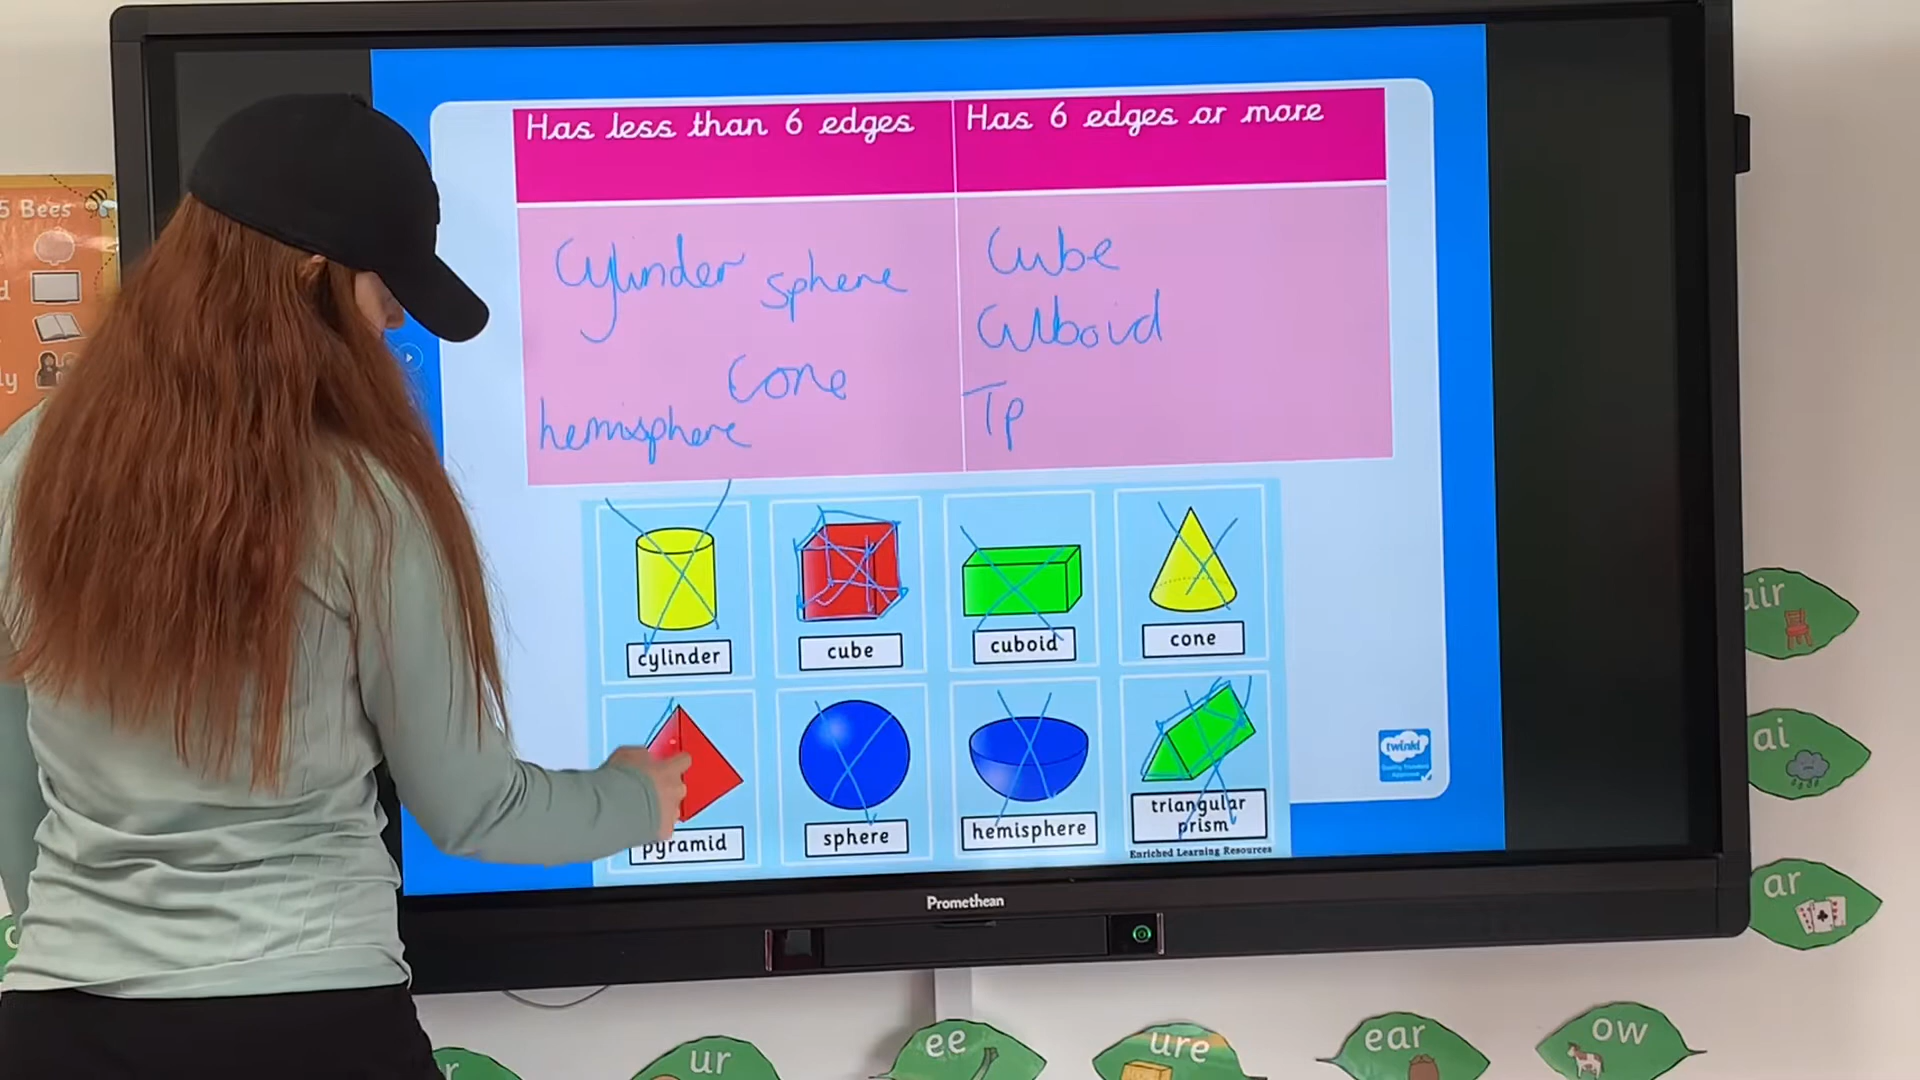 Has less than 6 edges
Has 6 edges or more
Cylinder sphere
cone
hemisphere
Cube
Cuboid
Tp
cylinder
cube
cuboid
cone
pyramid
sphere
hemisphere
triangular
prism
Enriched Learning Resources
twinkl
Promethean
5 Bees
air
ai
ar
ur
ee
ure
ear
ow